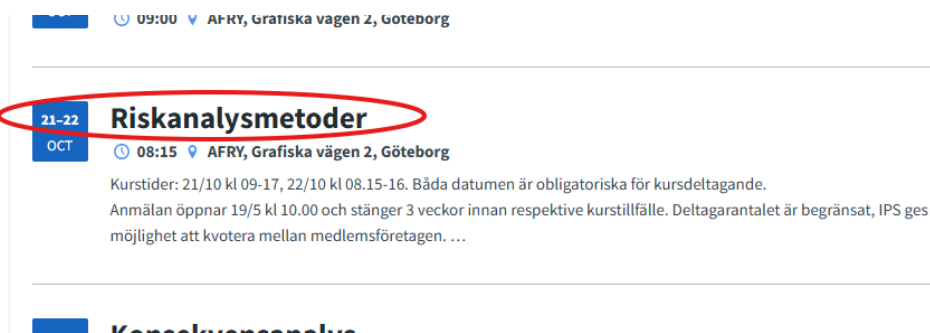 09:00 AFRY, Grafiska vägen 2, Göteborg
21–22
OCT
Riskanalysmetoder
08:15 AFRY, Grafiska vägen 2, Göteborg
Kurstider: 21/10 kl 09-17, 22/10 kl 08.15-16. Båda datumen är obligatoriska för kursdeltagande.
Anmälan öppnar 19/5 kl 10.00 och stänger 3 veckor innan respektive kurstillfälle. Deltagarantalet är begränsat, IPS ges
möjlighet att kvotera mellan medlemsföretagen. …
Konsekvensanalys